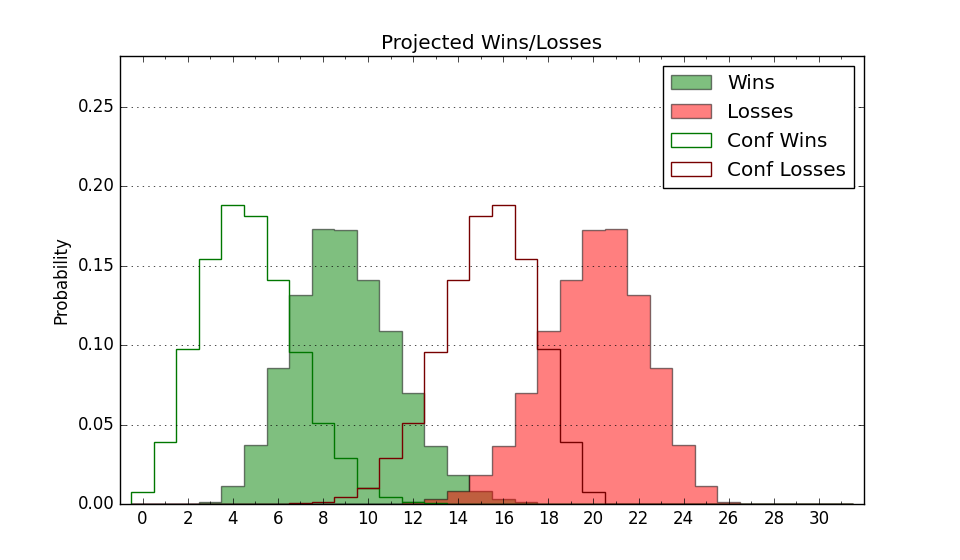 Projected Wins/Losses
Wins
Losses
Conf Wins
Conf Losses
Probability
0.25
0.20
0.15
0.10
0.05
0.00
0 2 4 6 8 10 12 14 16 18 20 22 24 26 28 30